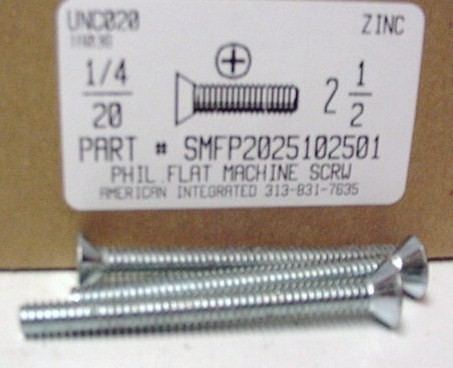 UNC020 ZINC
1/4
20
2 1/2
PART # SMFP2025102501
PHIL.FLAT MACHINE SCRW
AMERICAN INTEGRATED 313-831-7635